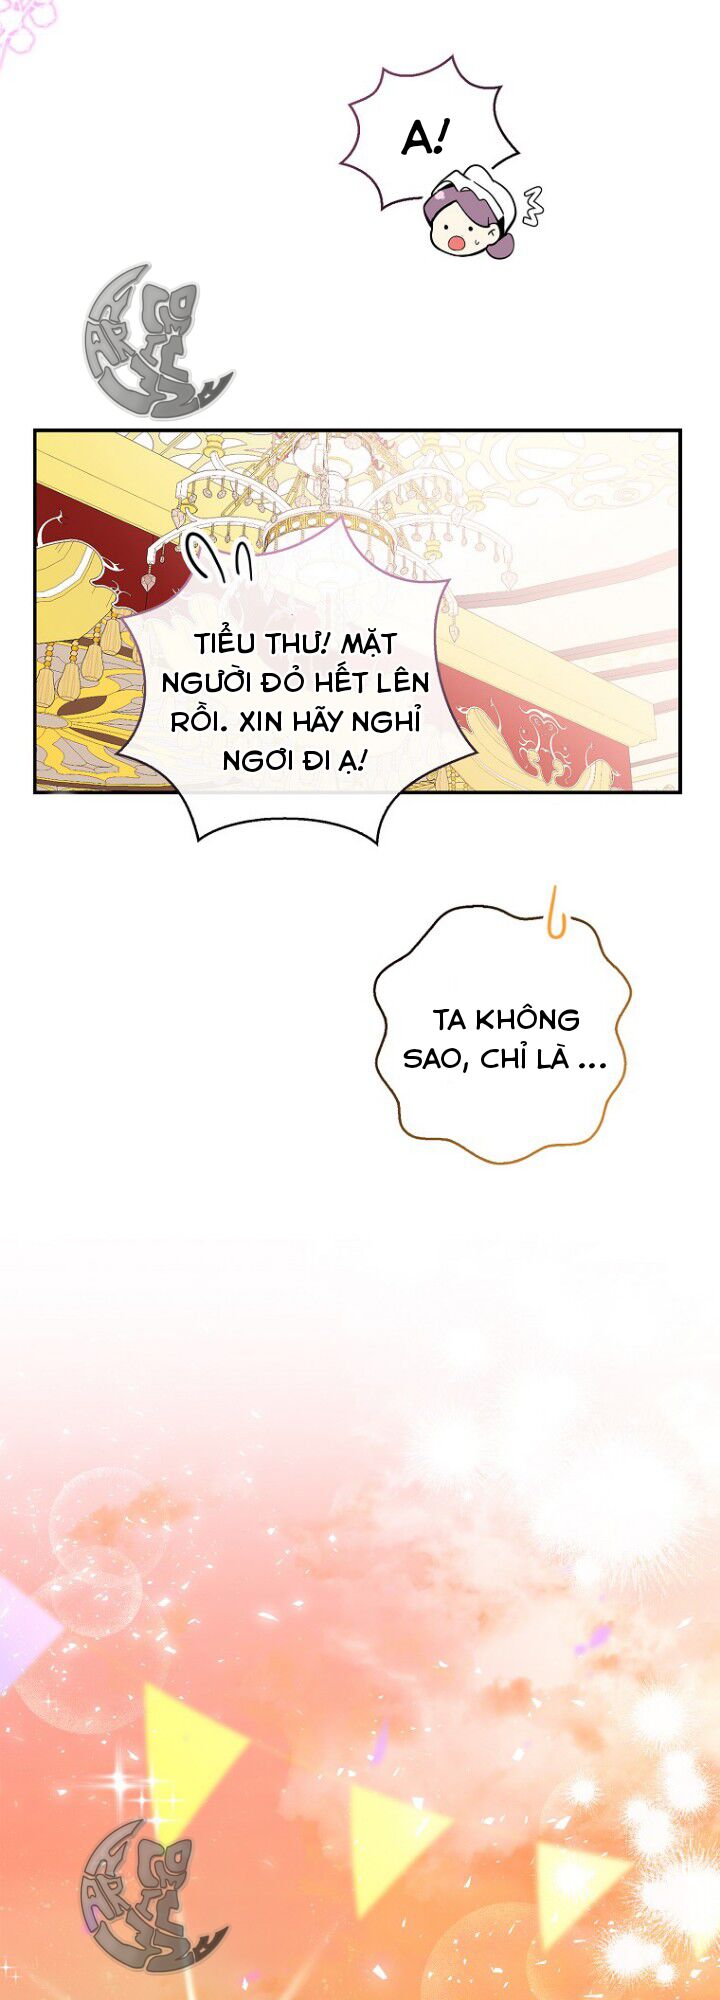 A!
TIỂU THƯ! MẶT
NGƯỜI ĐỎ HẾT LÊN
RỒI. XIN HÃY NGHỈ
NGƠI ĐI Ạ!
TA KHÔNG
SAO, CHỈ LÀ ...